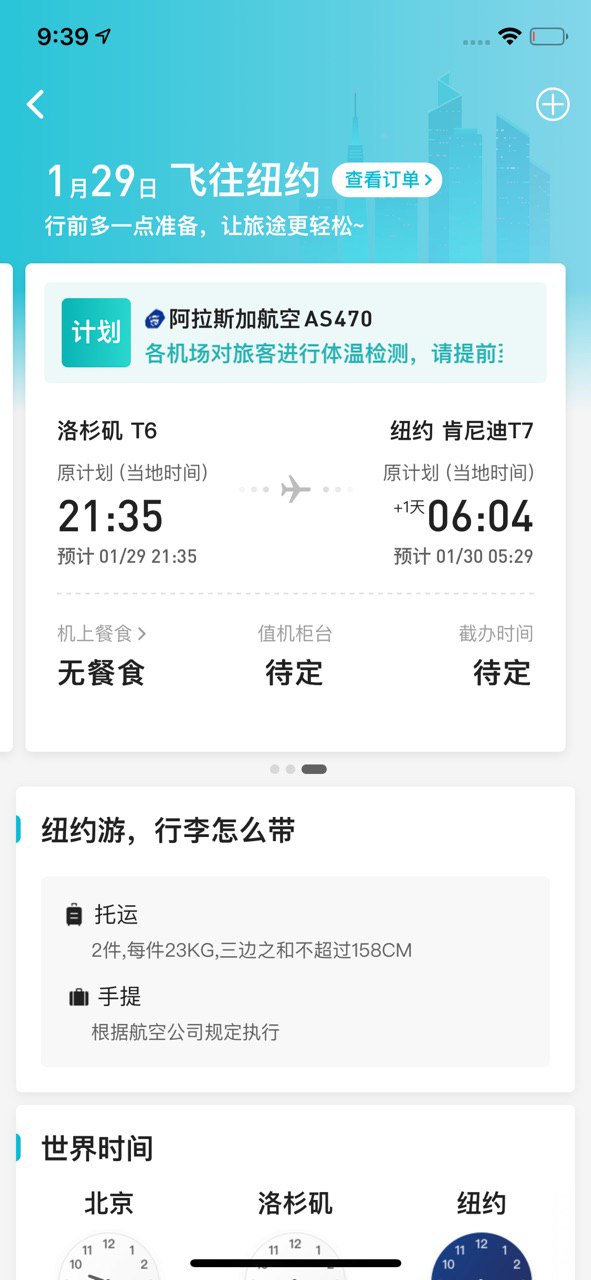 9:39
1月29日 飞往纽约 查看订单
行前多一点准备，让旅途更轻松~
计划
阿拉斯加航空AS470
各机场对旅客进行体温检测，请提前
洛杉矶 T6
纽约 肯尼迪T7
原计划 (当地时间)
原计划 (当地时间)
21:35
+1天06:04
预计 01/29 21:35
预计 01/30 05:29
机上餐食
值机柜台
截办时间
无餐食
待定
待定
纽约游，行李怎么带
托运
2件,每件23KG,三边之和不超过158CM
手提
根据航空公司规定执行
世界时间
北京
洛杉矶
纽约
11 12 1
11 12 1
11 12 1
10 2
10 2
10 2